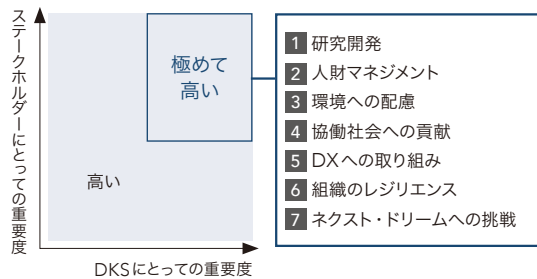 ステークホルダーにとっての重要度
極めて
高い
高い
DKSにとっての重要度
1 研究開発
2 人財マネジメント
3 環境への配慮
4 協働社会への貢献
5 DXへの取り組み
6 組織のレジリエンス
7 ネクスト・ドリームへの挑戦